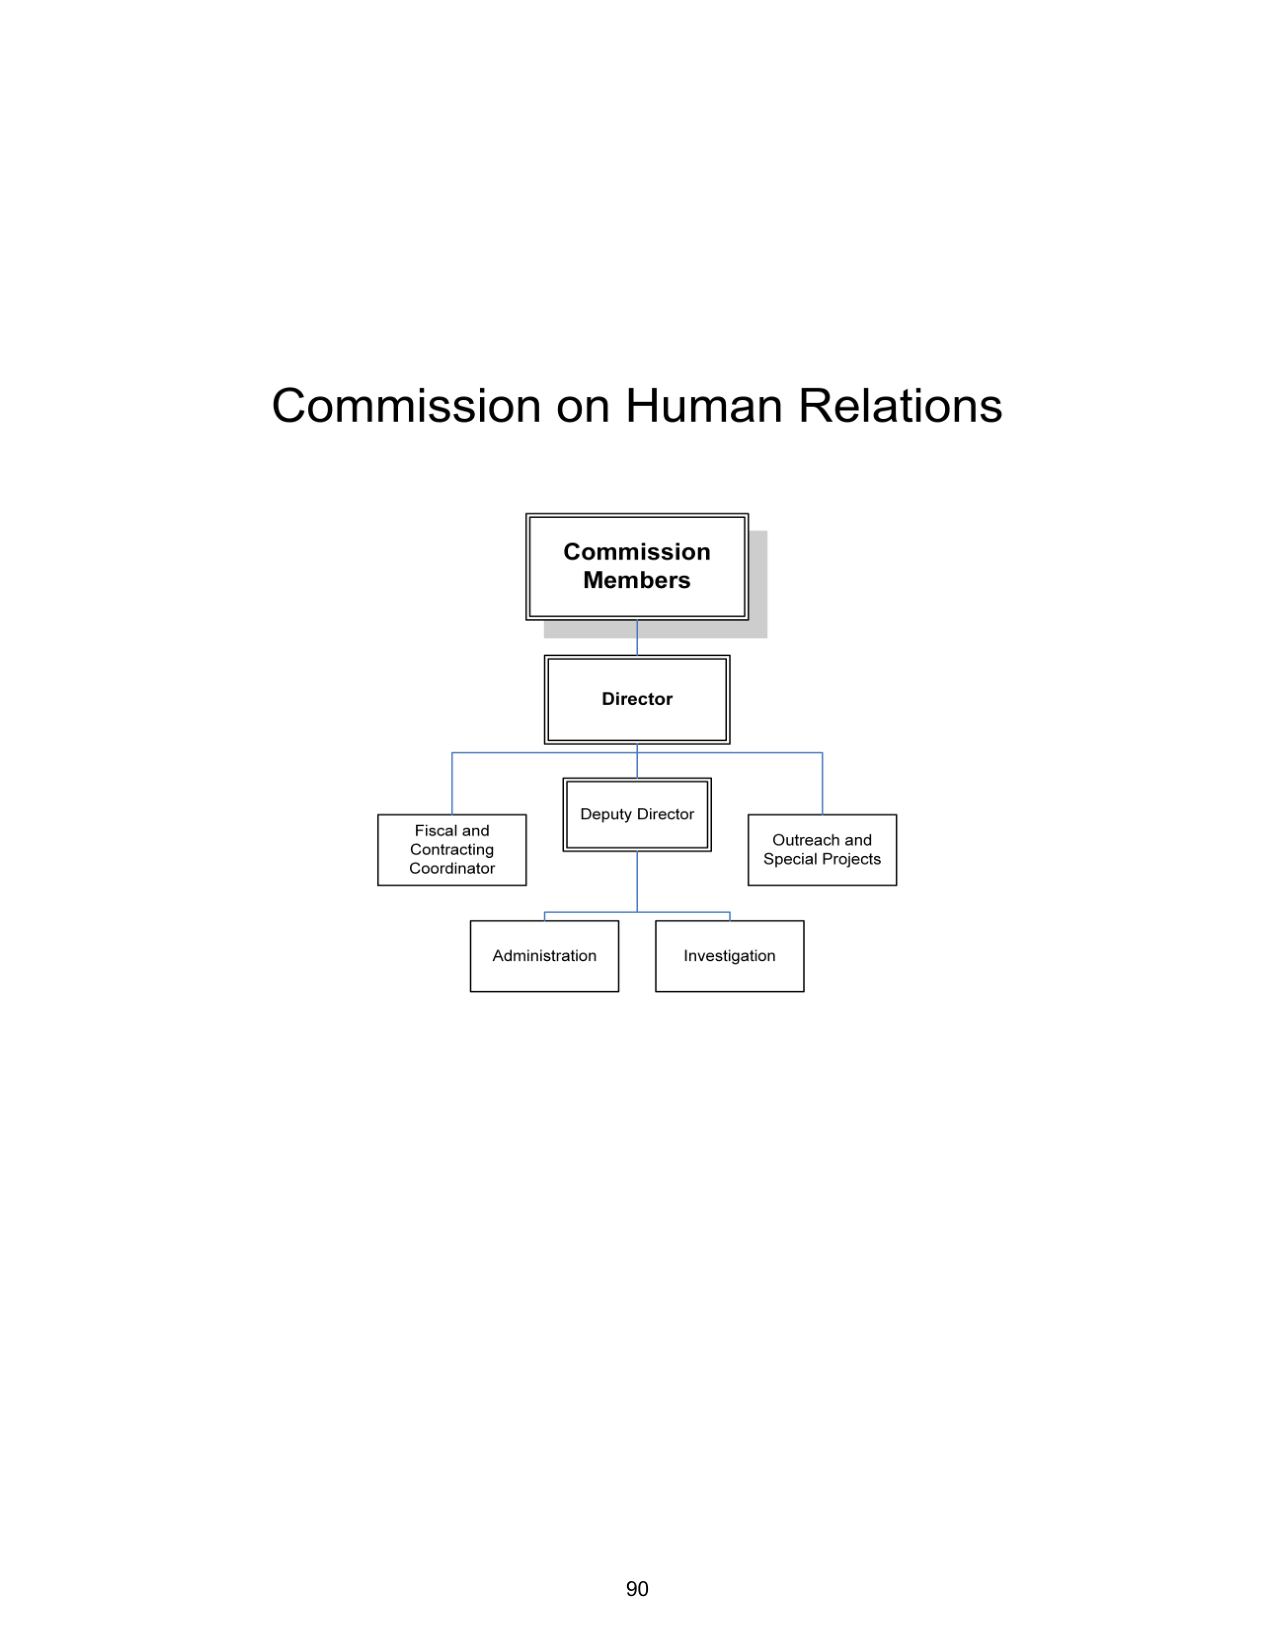 Commission on Human Relations
Commission
Members
Director
Deputy Director
Fiscal and
Contracting
Coordinator
Outreach and
Special Projects
Administration
Investigation
90